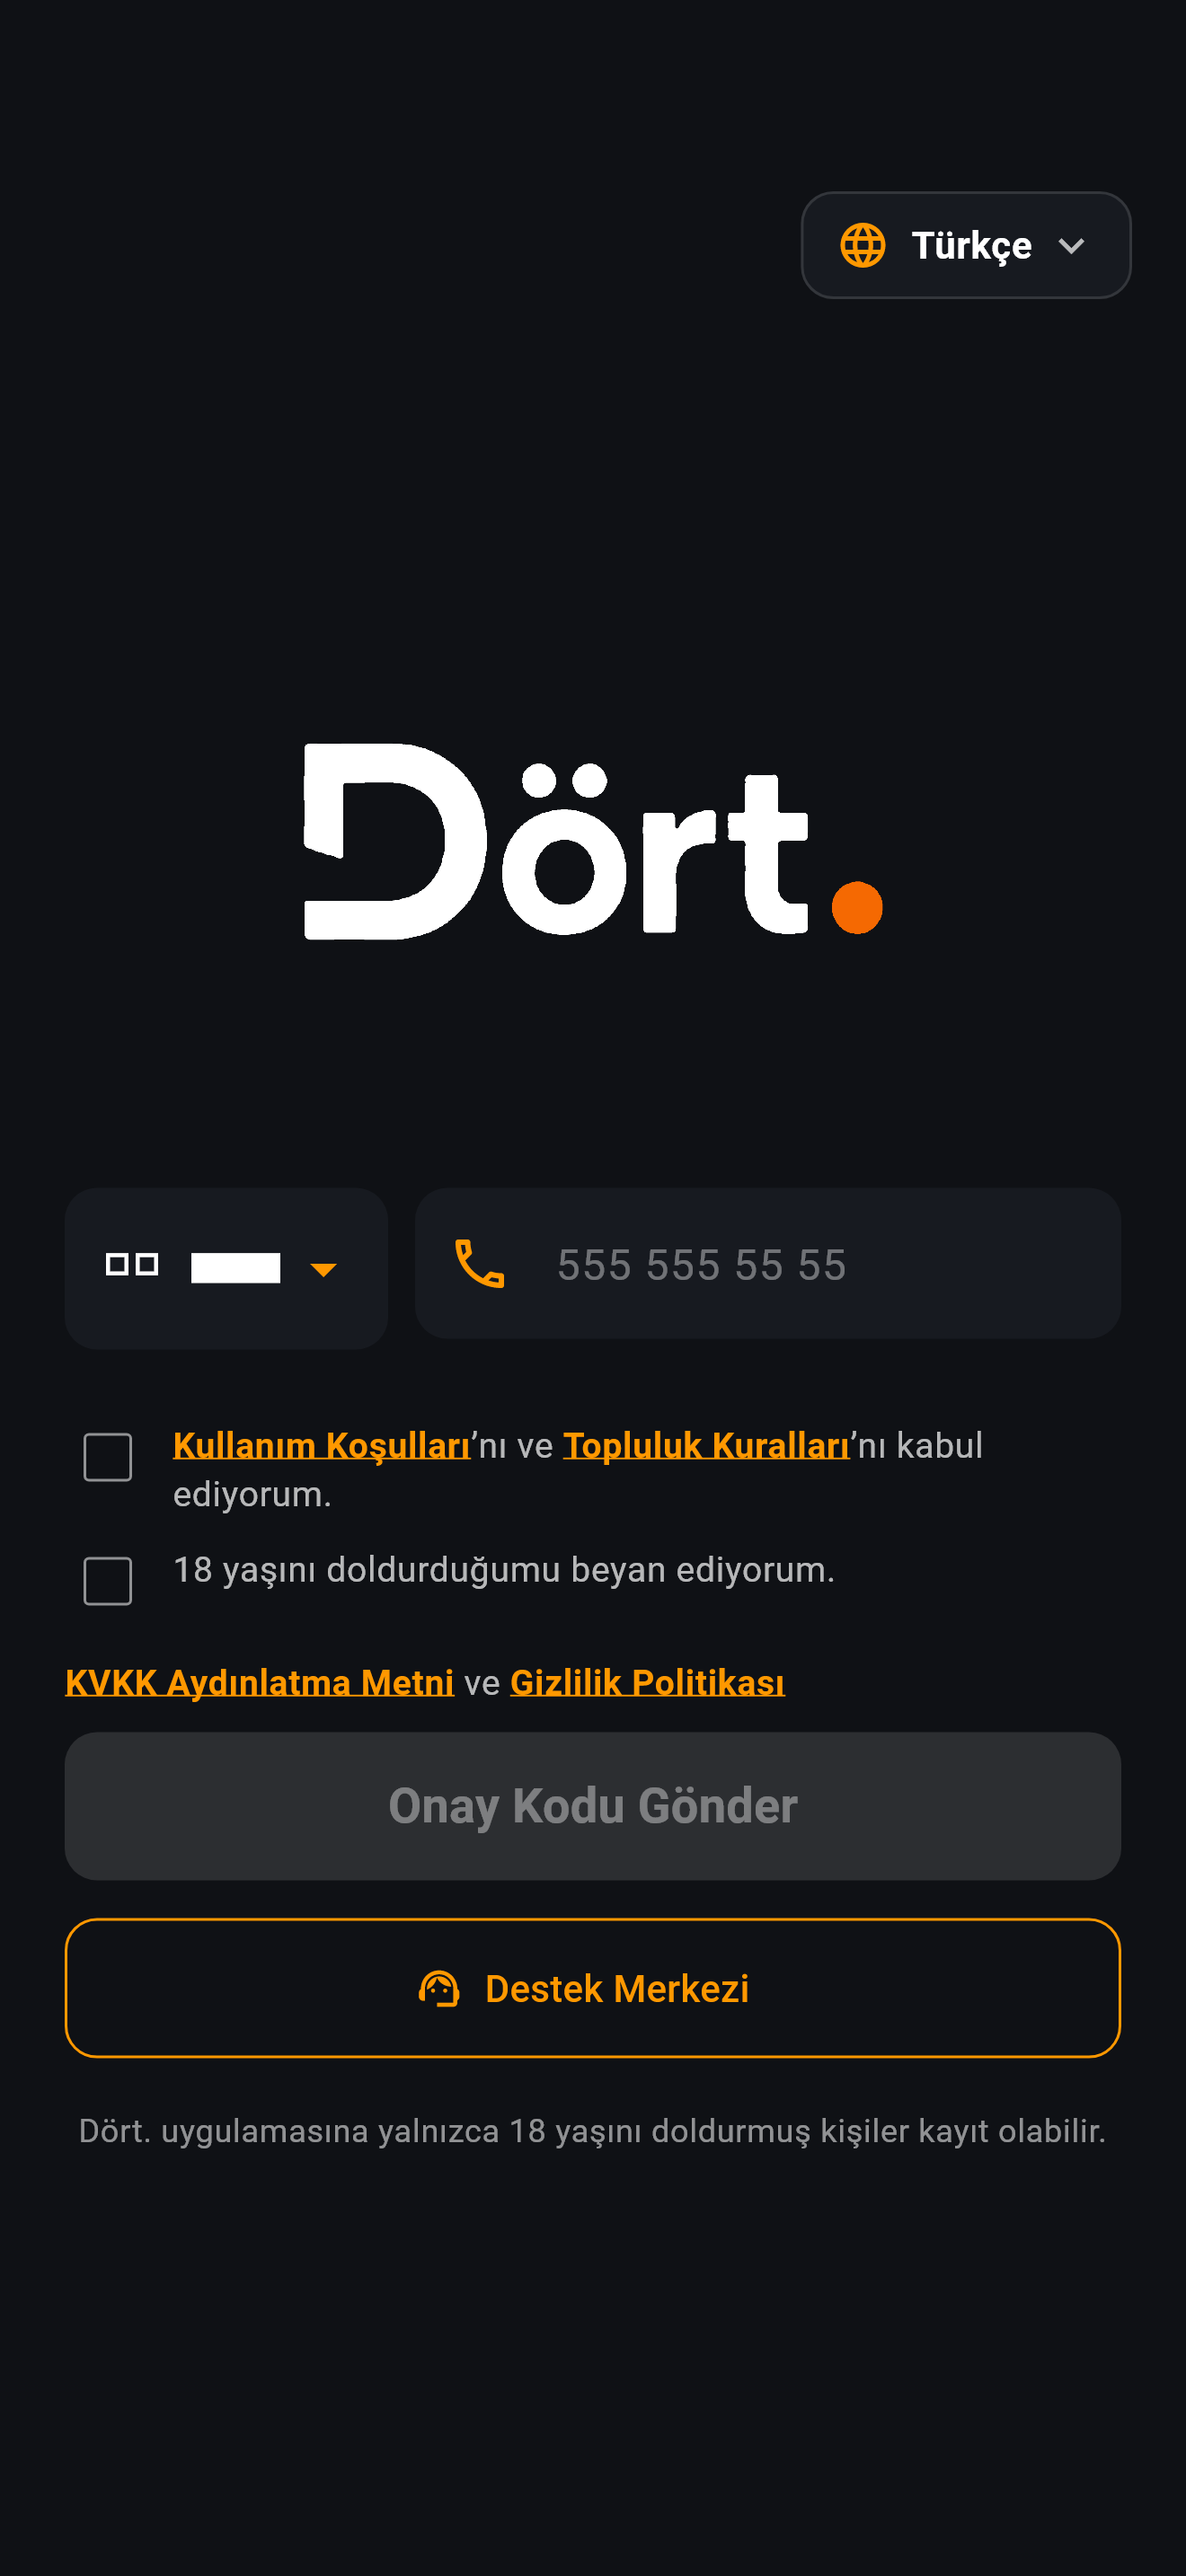 Türkçe
Dört.
555 555 55 55
Kullanım Koşulları’nı ve Topluluk Kuralları’nı kabul
ediyorum.
18 yaşını doldurduğumu beyan ediyorum.
KVKK Aydınlatma Metni ve Gizlilik Politikası
Onay Kodu Gönder
Destek Merkezi
Dört. uygulamasına yalnızca 18 yaşını doldurmuş kişiler kayıt olabilir.